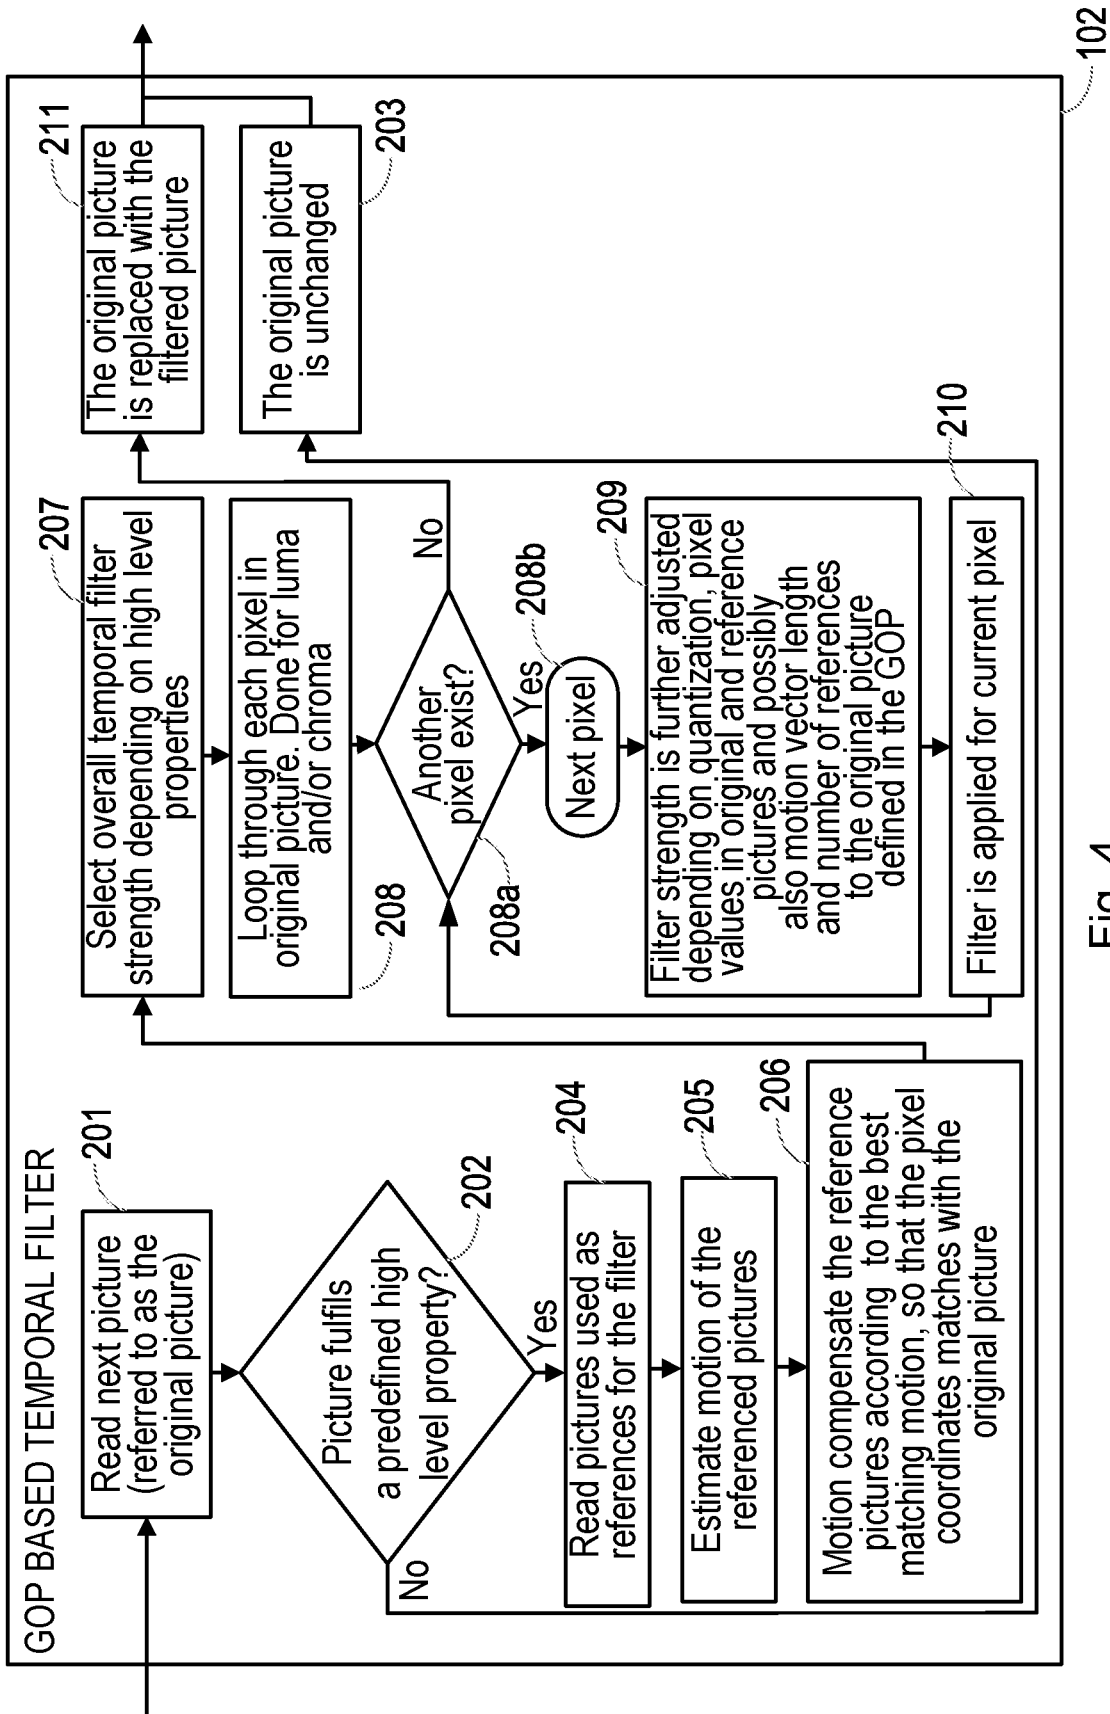 GOP BASED TEMPORAL FILTER
201
Read next picture
(referred to as the
original picture)
202
Picture fulfils
a predefined high
level property?
No
Yes
204
Read pictures used as
references for the filter
205
Estimate motion of the
referenced pictures
206
Motion compensate the reference
pictures according to the best
matching motion, so that the pixel
coordinates matches with the
original picture
207
Select overall temporal filter
strength depending on high level
properties
Loop through each pixel in
original picture. Done for luma
and/or chroma
208
Another
pixel exist?
208a
No
Yes
208b
Next pixel
209
Filter strength is further adjusted
depending on quantization, pixel
values in original and reference
pictures and possibly
also motion vector length
and number of references
to the original picture
defined in the GOP
210
Filter is applied for current pixel
211
The original picture
is replaced with the
filtered picture
203
The original picture
is unchanged
102
Fig. 4